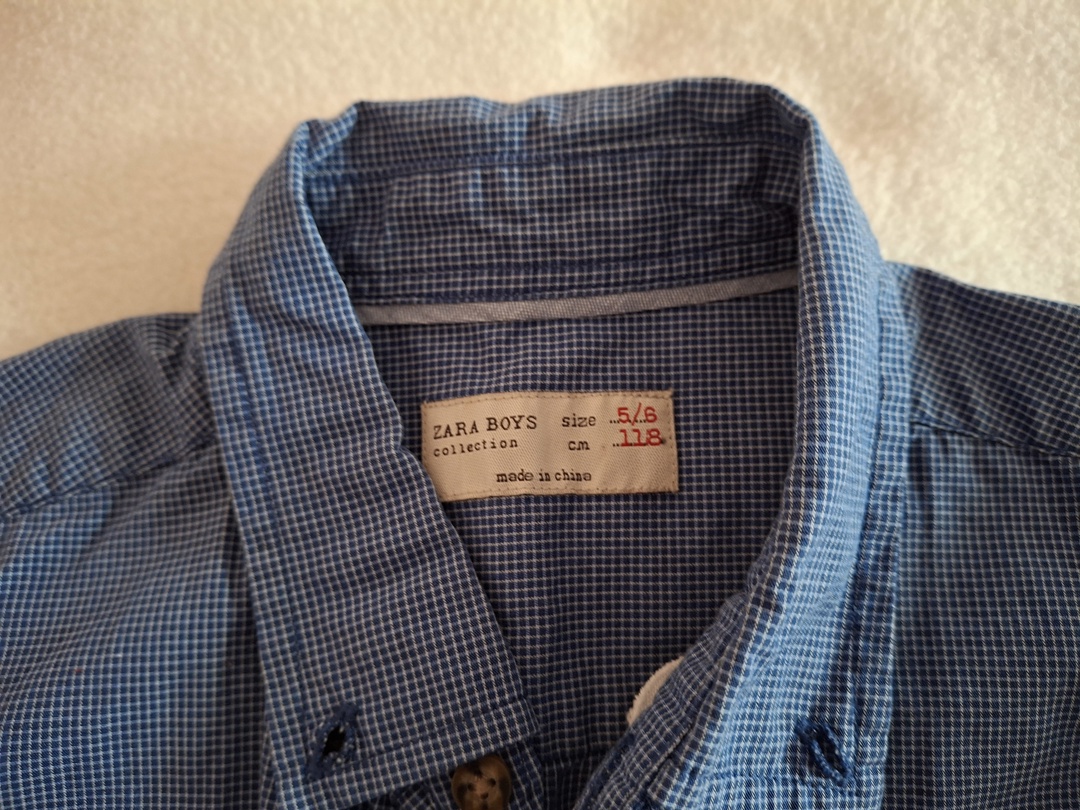 ZARA BOYS size 5/6
collection cm 118
made in china